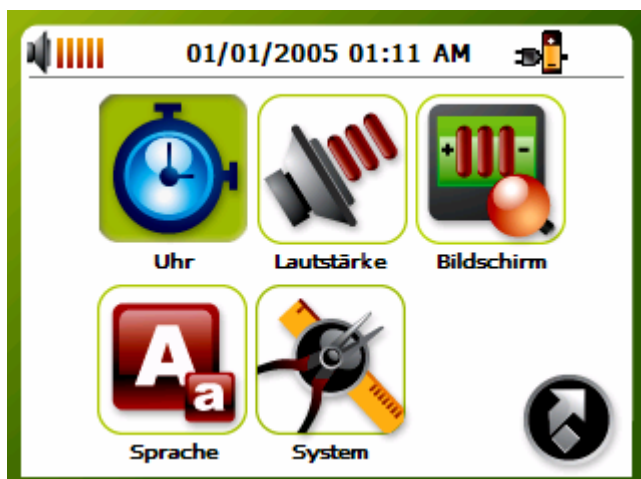 01/01/2005 01:11 AM
Uhr Lautstärke Bildschirm
A
a
Sprache System